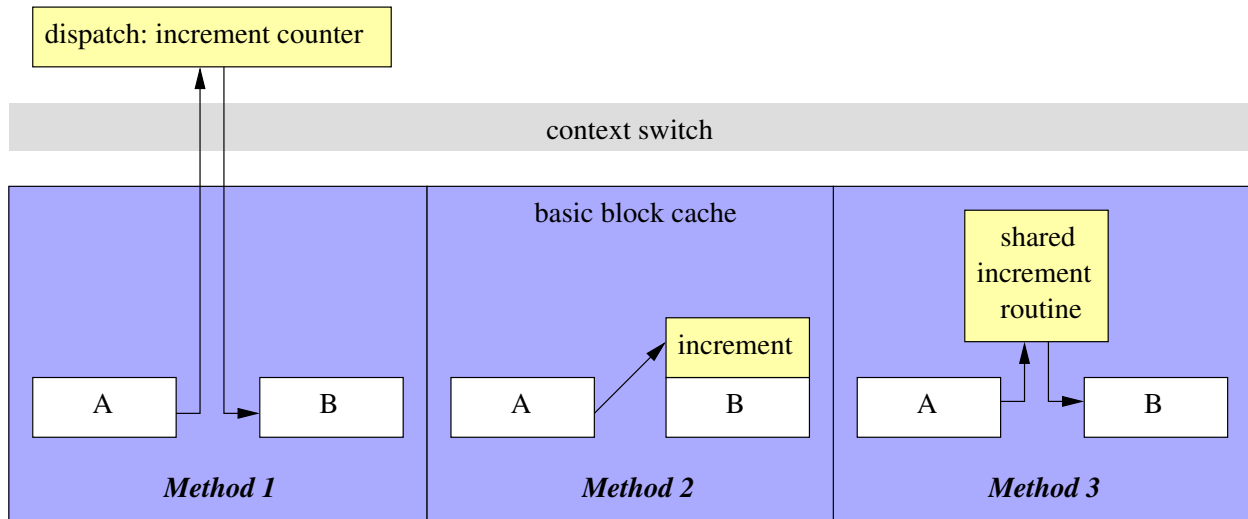 dispatch: increment counter
context switch
basic block cache
shared
increment
routine
increment
A
B
A
B
A
B
Method 1
Method 2
Method 3